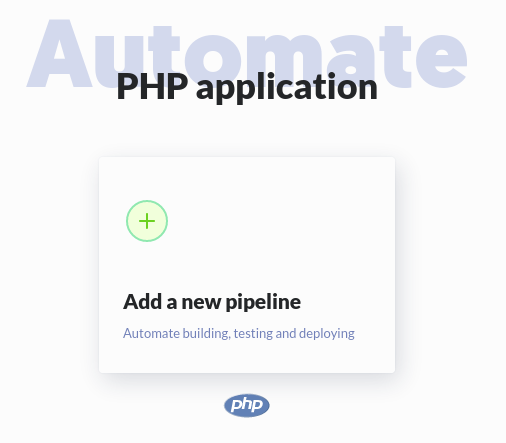 Automate
PHP application
Add a new pipeline
Automate building, testing and deploying
php